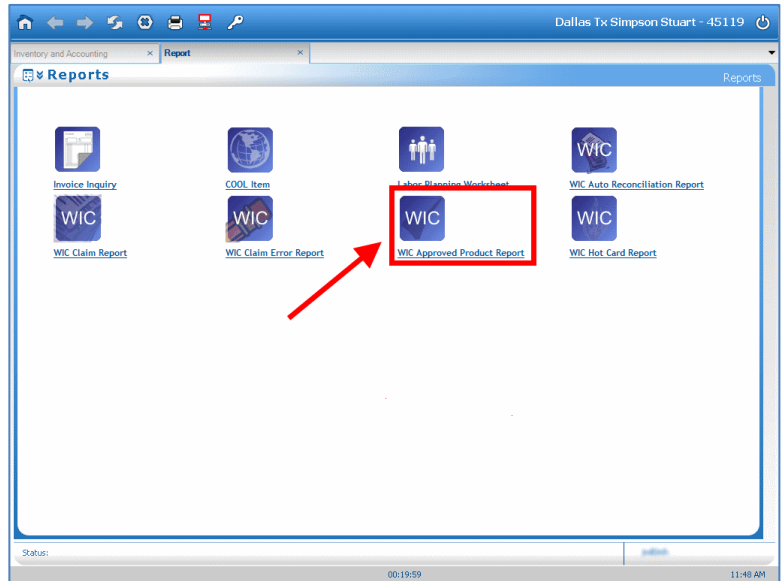 Dallas Tx Simpson Stuart - 45119
Inventory and Accounting × Report ×
Reports Reports
Invoice Inquiry COOL Item Labor Planning Worksheet WIC WIC Auto Reconciliation Report
WIC WIC WIC WIC
WIC Claim Report WIC Claim Error Report WIC Approved Product Report WIC Hot Card Report
Status:
00:19:59 11:48 AM